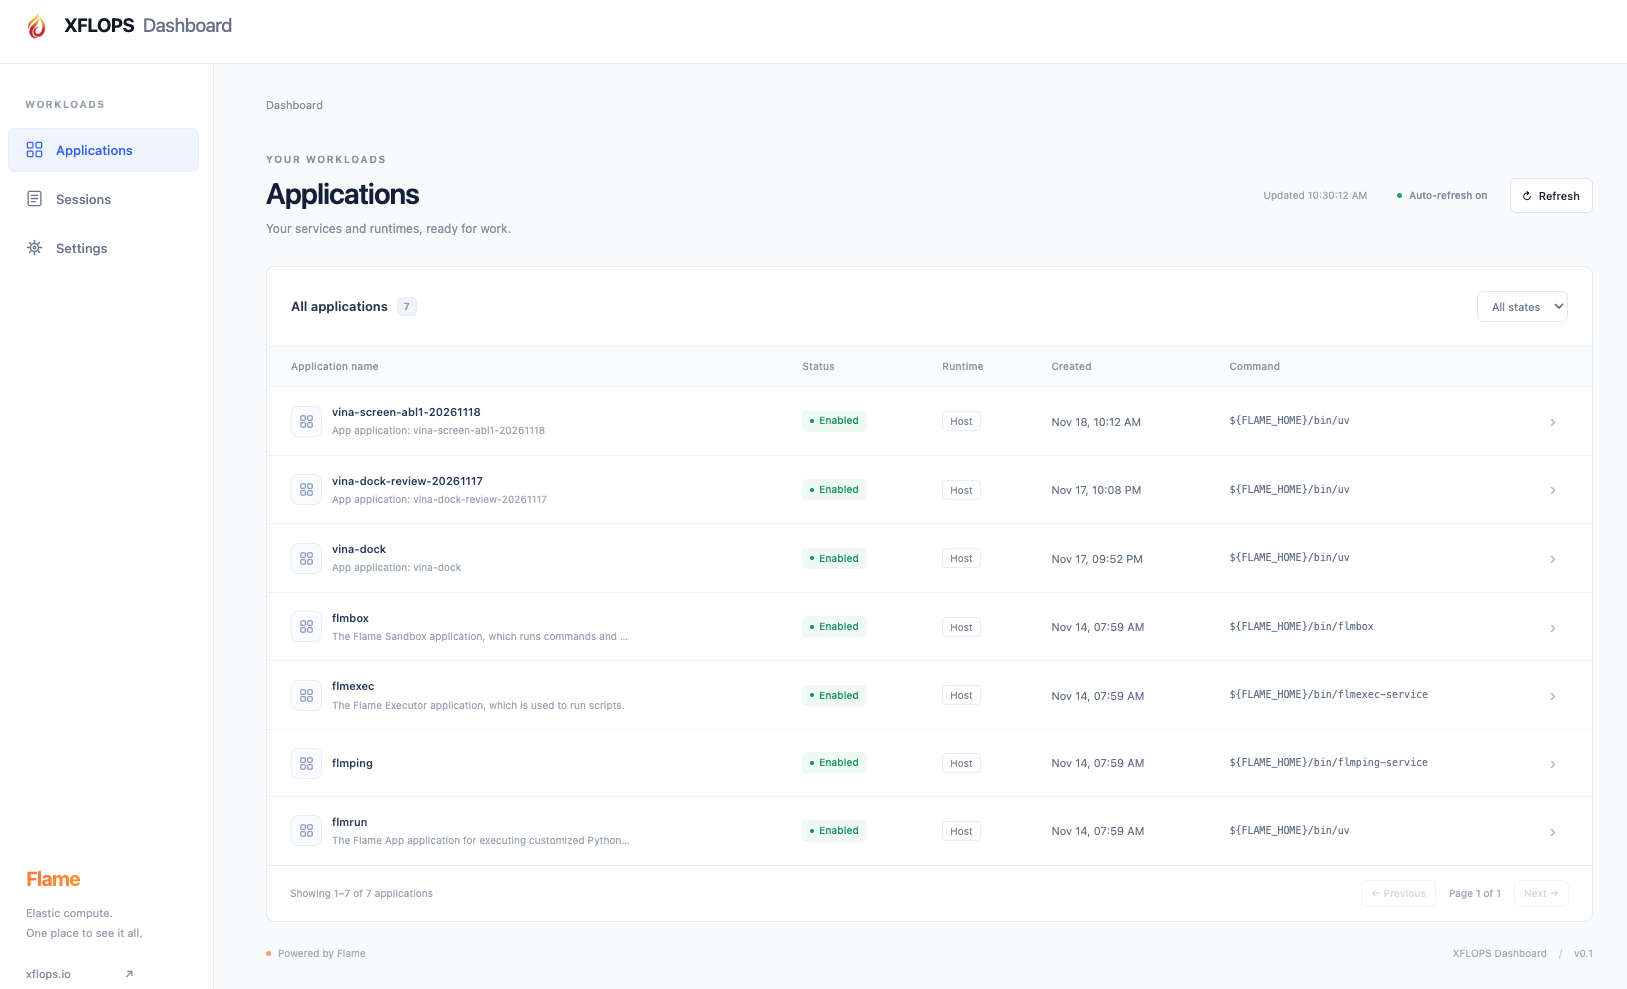 XFLOPS Dashboard
WORKLOADS
Applications
Sessions
Settings
Flame
Elastic compute.
One place to see it all.
xflops.io ↗
Dashboard
YOUR WORKLOADS
Applications
Your services and runtimes, ready for work.
Updated 10:30:12 AM
Auto-refresh on
Refresh
All applications 7
All states
Application name Status Runtime Created Command
vina-screen-abl1-20261118
App application: vina-screen-abl1-20261118
Enabled Host Nov 18, 10:12 AM ${FLAME_HOME}/bin/uv
vina-dock-review-20261117
App application: vina-dock-review-20261117
Enabled Host Nov 17, 10:08 PM ${FLAME_HOME}/bin/uv
vina-dock
App application: vina-dock
Enabled Host Nov 17, 09:52 PM ${FLAME_HOME}/bin/uv
flmbox
The Flame Sandbox application, which runs commands and ...
Enabled Host Nov 14, 07:59 AM ${FLAME_HOME}/bin/flmbox
flmexec
The Flame Executor application, which is used to run scripts.
Enabled Host Nov 14, 07:59 AM ${FLAME_HOME}/bin/flmexec-service
flmping
Enabled Host Nov 14, 07:59 AM ${FLAME_HOME}/bin/flmping-service
flmrun
The Flame App application for executing customized Python...
Enabled Host Nov 14, 07:59 AM ${FLAME_HOME}/bin/uv
Showing 1–7 of 7 applications
← Previous Page 1 of 1 Next →
Powered by Flame
XFLOPS Dashboard / v0.1